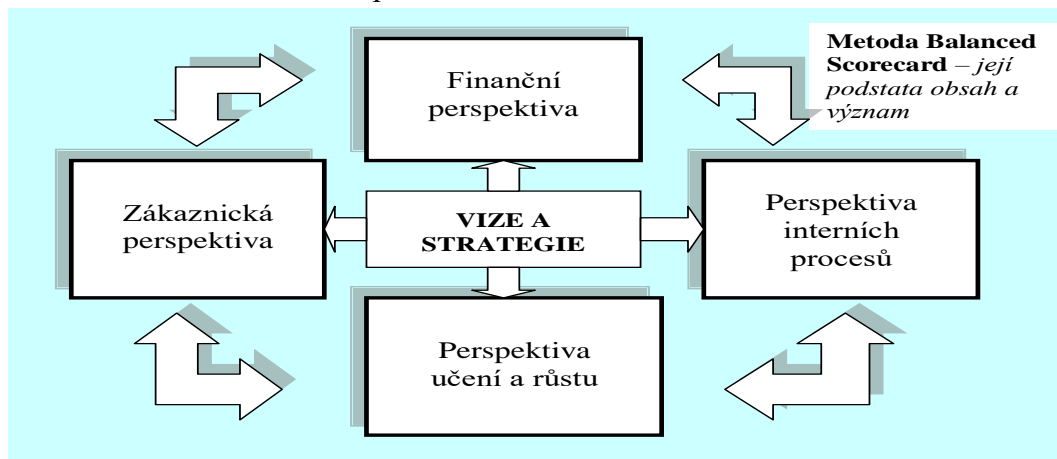 Metoda Balanced
Scorecard – její
podstata obsah a
význam
Finanční
perspektiva
Zákaznická
perspektiva
VIZE A
STRATEGIE
Perspektiva
interních
procesů
Perspektiva
učení a růstu